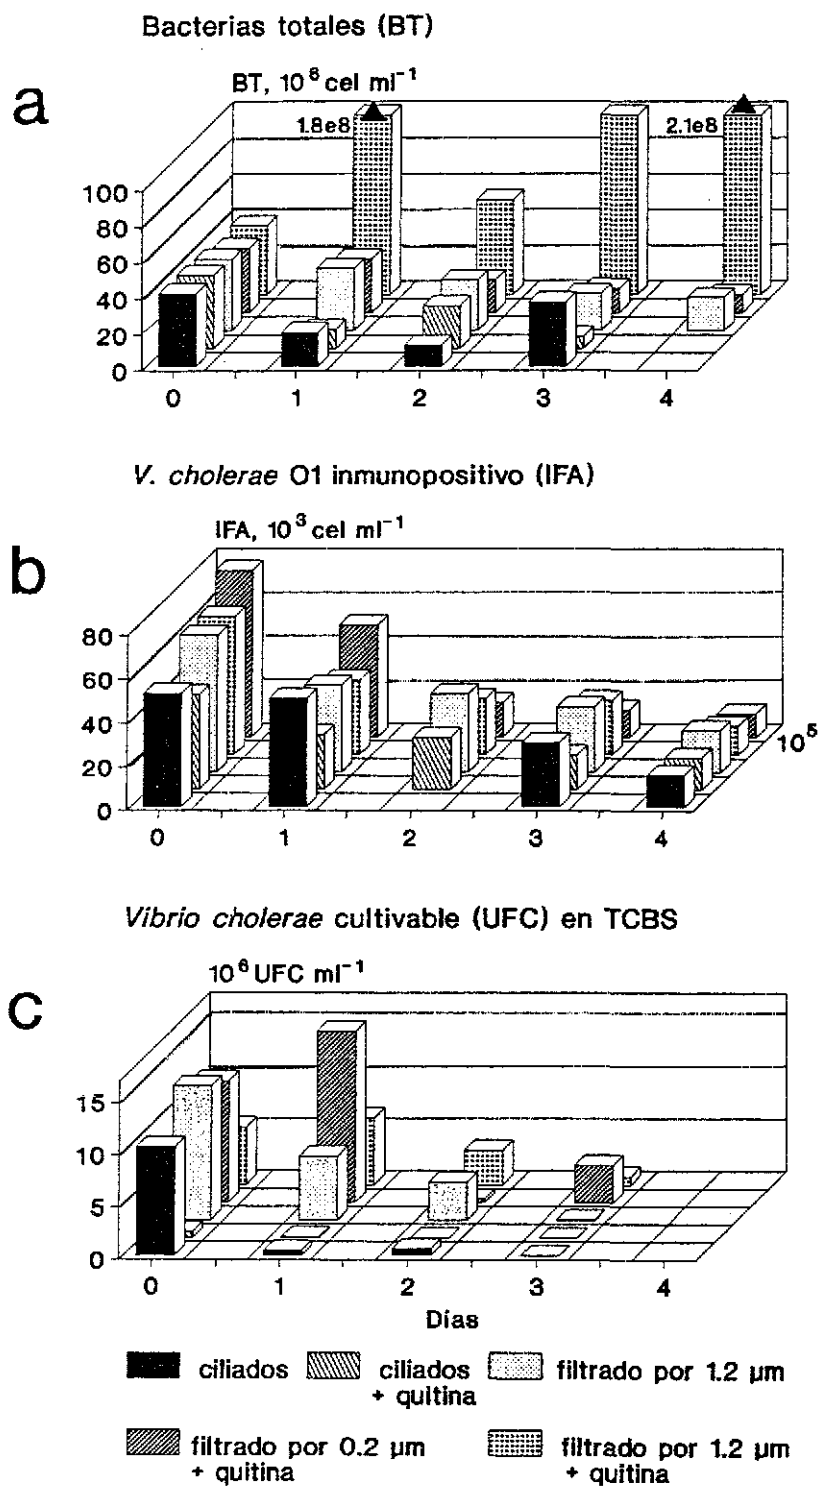 Bacterias totales (BT)
a
BT, 10⁶ cel ml⁻¹
1.8e8
2.1e8
100
80
60
40
20
0
0 1 2 3 4
V. cholerae O1 inmunopositivo (IFA)
b
IFA, 10³ cel ml⁻¹
80
60
40
20
0
10⁵
0 1 2 3 4
Vibrio cholerae cultivable (UFC) en TCBS
c
10⁶ UFC ml⁻¹
15
10
5
0
0 1 2 3 4
Días
ciliados
ciliados
+ quitina
filtrado por 1.2 µm
filtrado por 0.2 µm
+ quitina
filtrado por 1.2 µm
+ quitina